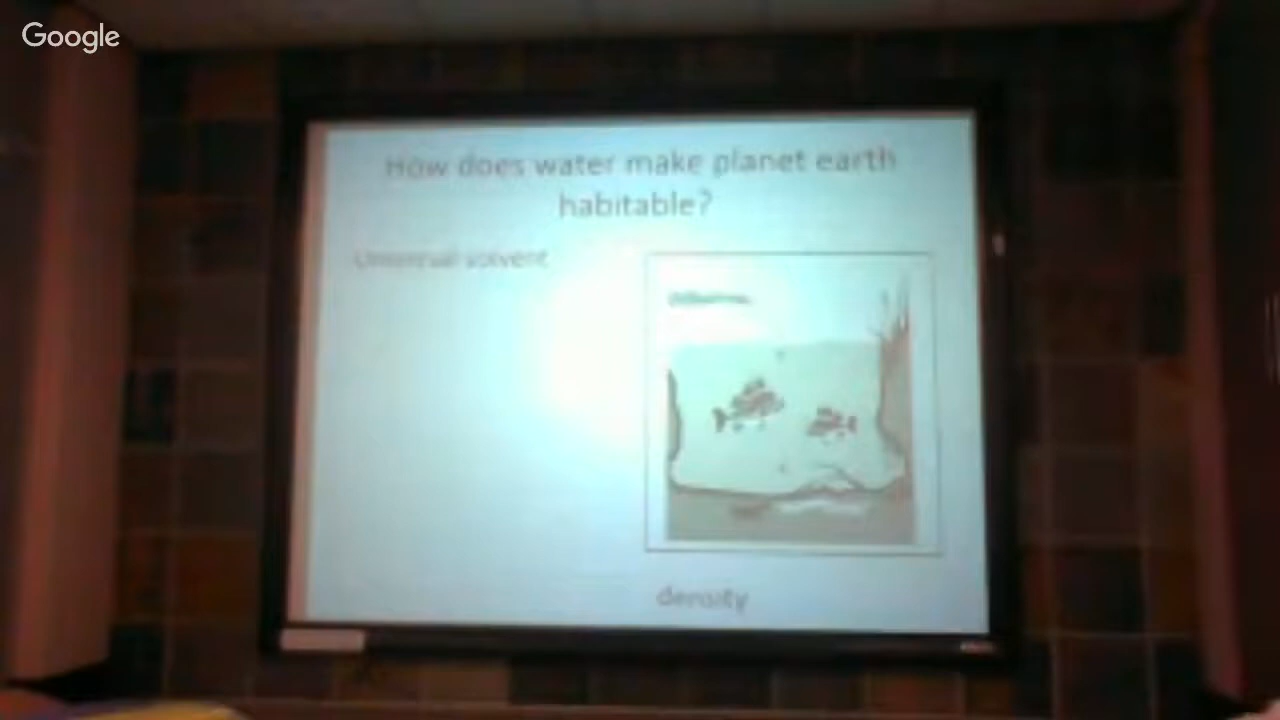 Google
How does water make planet earth
habitable?
Universal solvent
density